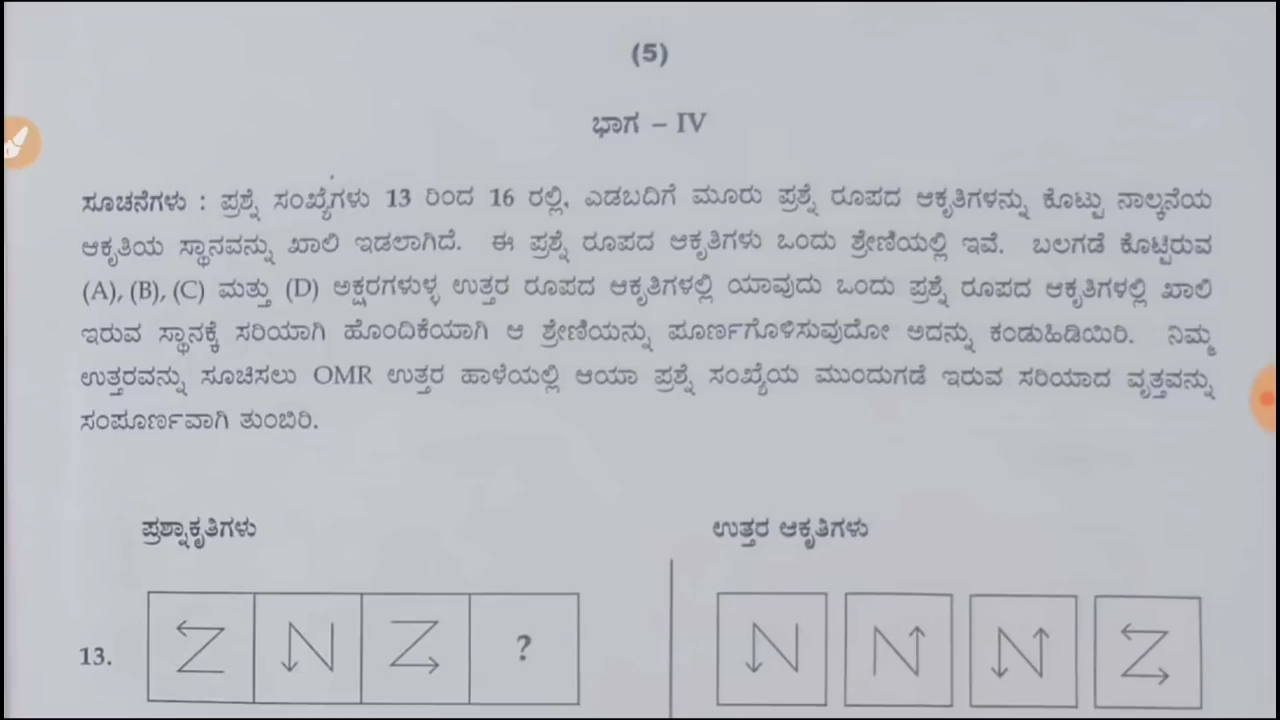 (5)
ಭಾಗ – IV
ಸೂಚನೆಗಳು : ಪ್ರಶ್ನೆ ಸಂಖ್ಯೆಗಳು 13 ರಿಂದ 16 ರಲ್ಲಿ, ಎಡಬದಿಗೆ ಮೂರು ಪ್ರಶ್ನೆ ರೂಪದ ಆಕೃತಿಗಳನ್ನು ಕೊಟ್ಟು ನಾಲ್ಕನೆಯ
ಆಕೃತಿಯ ಸ್ಥಾನವನ್ನು ಖಾಲಿ ಇಡಲಾಗಿದೆ. ಈ ಪ್ರಶ್ನೆ ರೂಪದ ಆಕೃತಿಗಳು ಒಂದು ಶ್ರೇಣಿಯಲ್ಲಿ ಇವೆ. ಬಲಗಡೆ ಕೊಟ್ಟಿರುವ
(A), (B), (C) ಮತ್ತು (D) ಅಕ್ಷರಗಳುಳ್ಳ ಉತ್ತರ ರೂಪದ ಆಕೃತಿಗಳಲ್ಲಿ ಯಾವುದು ಒಂದು ಪ್ರಶ್ನೆ ರೂಪದ ಆಕೃತಿಗಳಲ್ಲಿ ಖಾಲಿ
ಇರುವ ಸ್ಥಾನಕ್ಕೆ ಸರಿಯಾಗಿ ಹೊಂದಿಕೆಯಾಗಿ ಆ ಶ್ರೇಣಿಯನ್ನು ಪೂರ್ಣಗೊಳಿಸುವುದೋ ಅದನ್ನು ಕಂಡುಹಿಡಿಯಿರಿ. ನಿಮ್ಮ
ಉತ್ತರವನ್ನು ಸೂಚಿಸಲು OMR ಉತ್ತರ ಹಾಳೆಯಲ್ಲಿ ಆಯಾ ಪ್ರಶ್ನೆ ಸಂಖ್ಯೆಯ ಮುಂದುಗಡೆ ಇರುವ ಸರಿಯಾದ ವೃತ್ತವನ್ನು
ಸಂಪೂರ್ಣವಾಗಿ ತುಂಬಿರಿ.
ಪ್ರಶ್ನಾಕೃತಿಗಳು ಉತ್ತರ ಆಕೃತಿಗಳು
13. ?